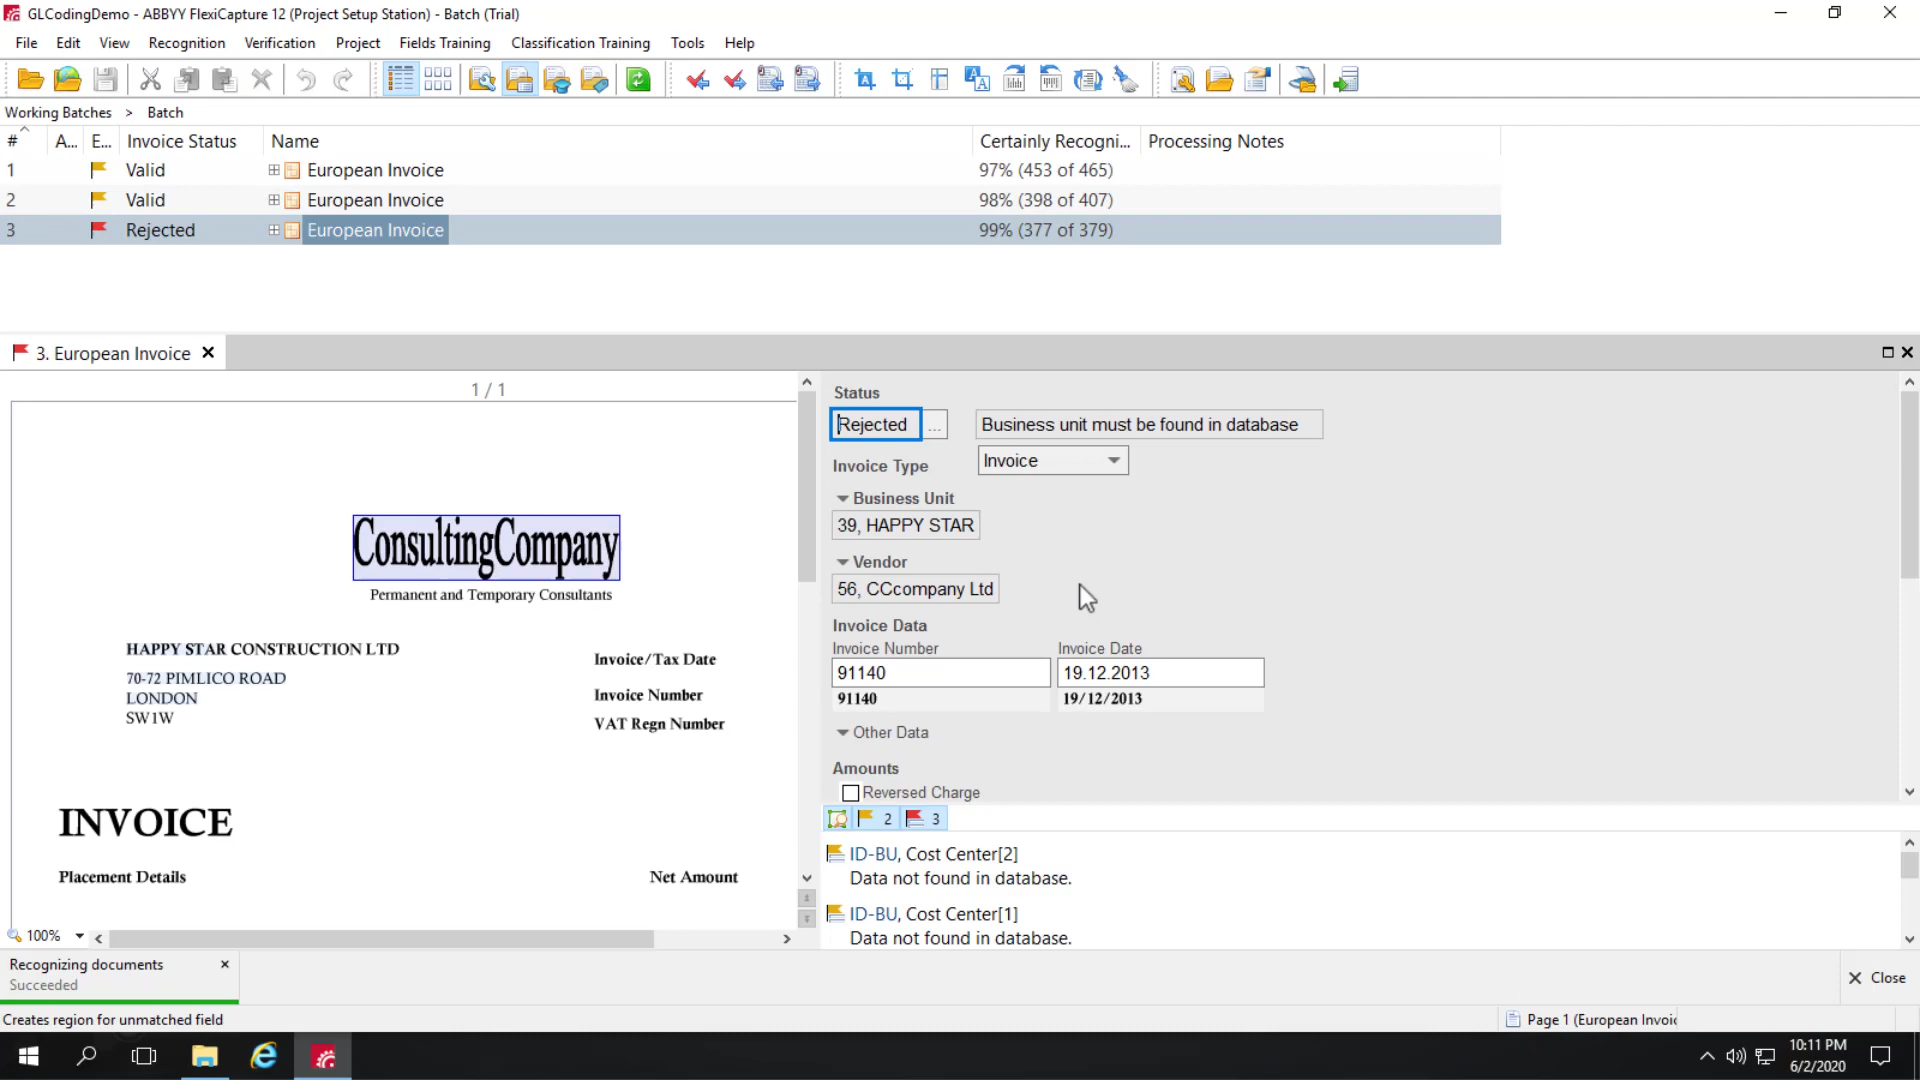 GLCodingDemo - ABBYY FlexiCapture 12 (Project Setup Station) - Batch (Trial)
File Edit View Recognition Verification Project Fields Training Classification Training Tools Help
Working Batches > Batch
# A... E... Invoice Status Name Certainly Recogni... Processing Notes
1 Valid European Invoice 97% (453 of 465)
2 Valid European Invoice 98% (398 of 407)
3 Rejected European Invoice 99% (377 of 379)
3. European Invoice
1 / 1
ConsultingCompany
Permanent and Temporary Consultants
HAPPY STAR CONSTRUCTION LTD
70-72 PIMLICO ROAD
LONDON
SW1W
Invoice/Tax Date
Invoice Number
VAT Regn Number
INVOICE
Placement Details Net Amount
100%
Status
Rejected ... Business unit must be found in database
Invoice Type Invoice
Business Unit
39, HAPPY STAR
Vendor
56, CCcompany Ltd
Invoice Data
Invoice Number Invoice Date
91140 19.12.2013
91140 19/12/2013
Other Data
Amounts
Reversed Charge
2 3
ID-BU, Cost Center[2]
Data not found in database.
ID-BU, Cost Center[1]
Data not found in database.
Recognizing documents
Succeeded
Close
Creates region for unmatched field
Page 1 (European Invoic
10:11 PM
6/2/2020